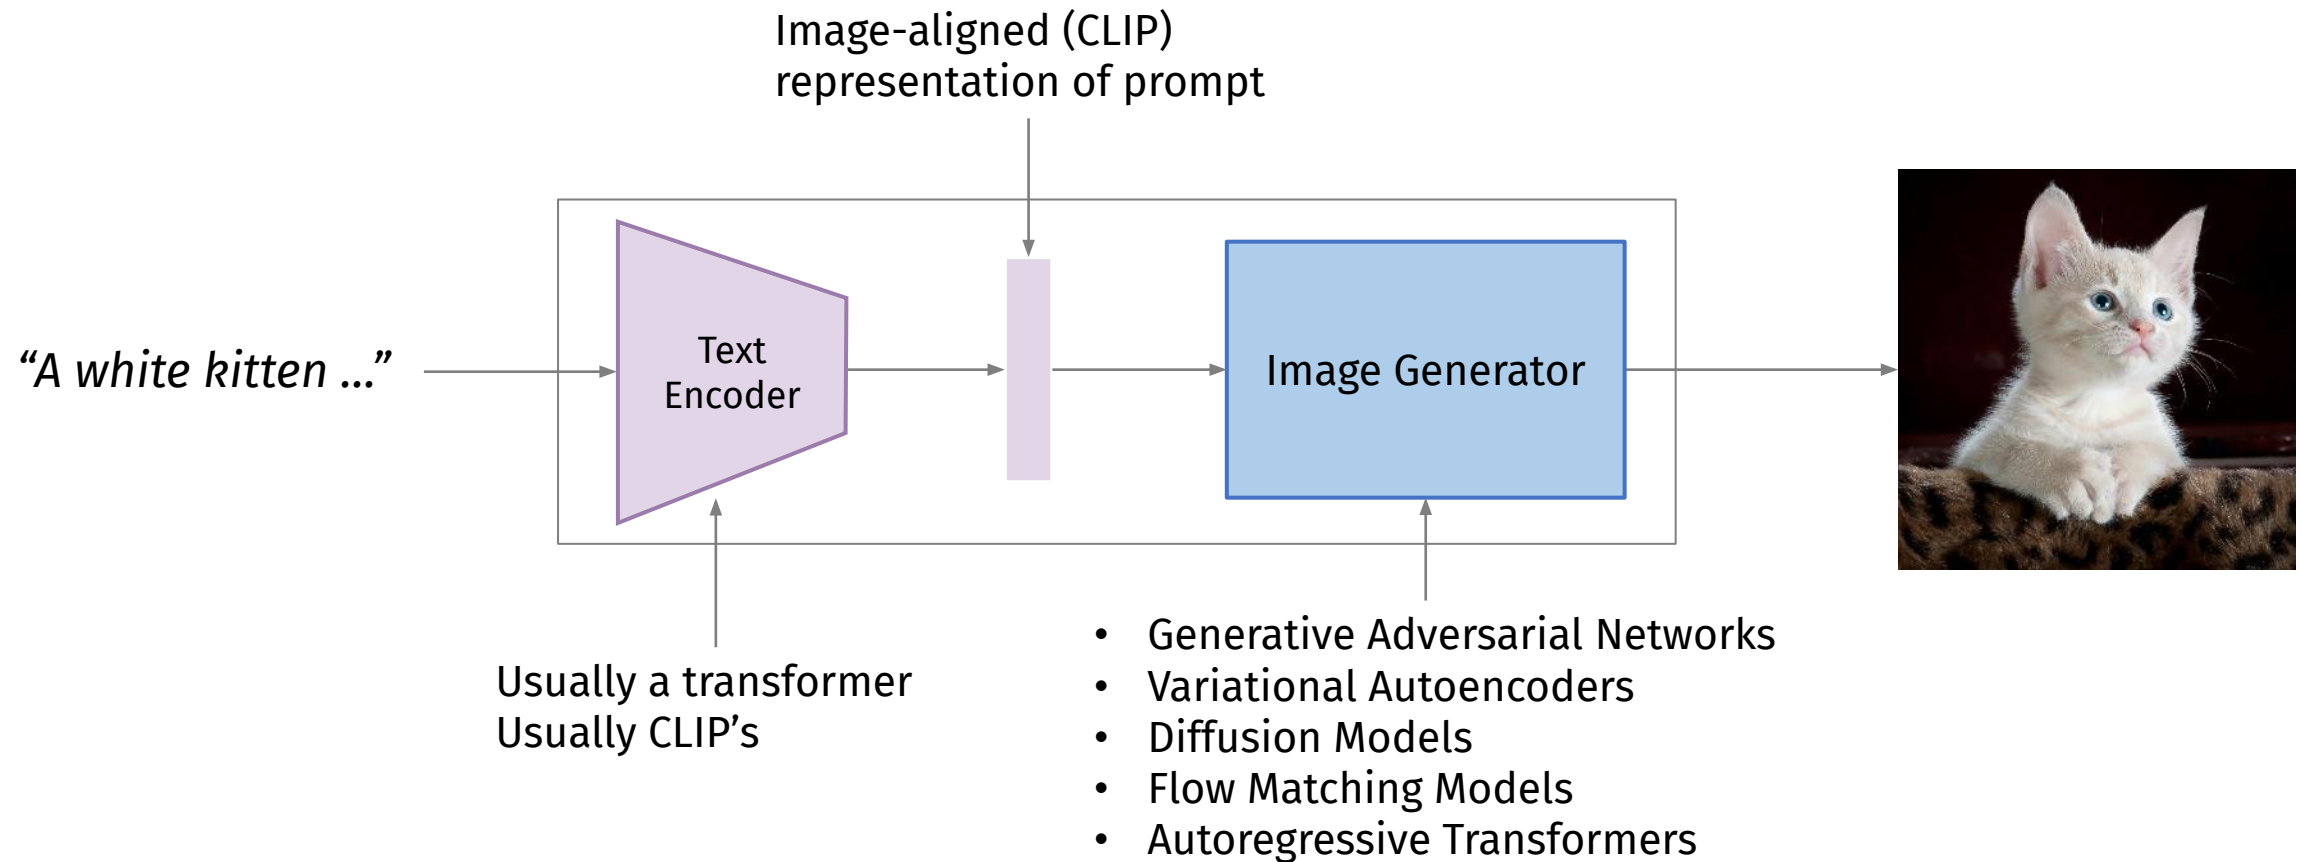 Image-aligned (CLIP)
representation of prompt
“A white kitten ...”
Text
Encoder
Image Generator
Usually a transformer
Usually CLIP’s
• Generative Adversarial Networks
• Variational Autoencoders
• Diffusion Models
• Flow Matching Models
• Autoregressive Transformers